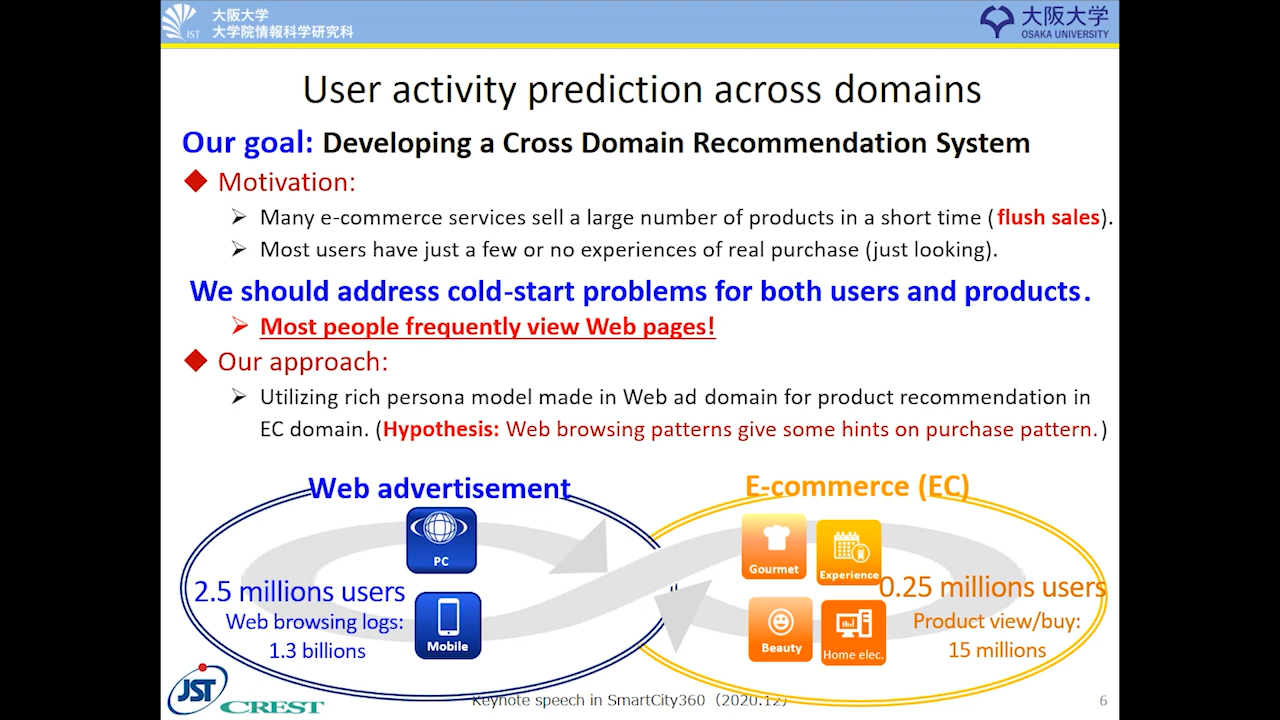 大阪大学
大学院情報科学研究科
IST
大阪大学
OSAKA UNIVERSITY
User activity prediction across domains
Our goal: Developing a Cross Domain Recommendation System
Motivation:
Many e-commerce services sell a large number of products in a short time (flush sales).
Most users have just a few or no experiences of real purchase (just looking).
We should address cold-start problems for both users and products.
Most people frequently view Web pages!
Our approach:
Utilizing rich persona model made in Web ad domain for product recommendation in
EC domain. (Hypothesis: Web browsing patterns give some hints on purchase pattern.)
Web advertisement
PC
2.5 millions users
Web browsing logs:
1.3 billions
Mobile
E-commerce (EC)
Gourmet
Experience
0.25 millions users
Product view/buy:
15 millions
Beauty
Home elec.
JST
CREST
Keynote speech in SmartCity360 (2020.12)
6